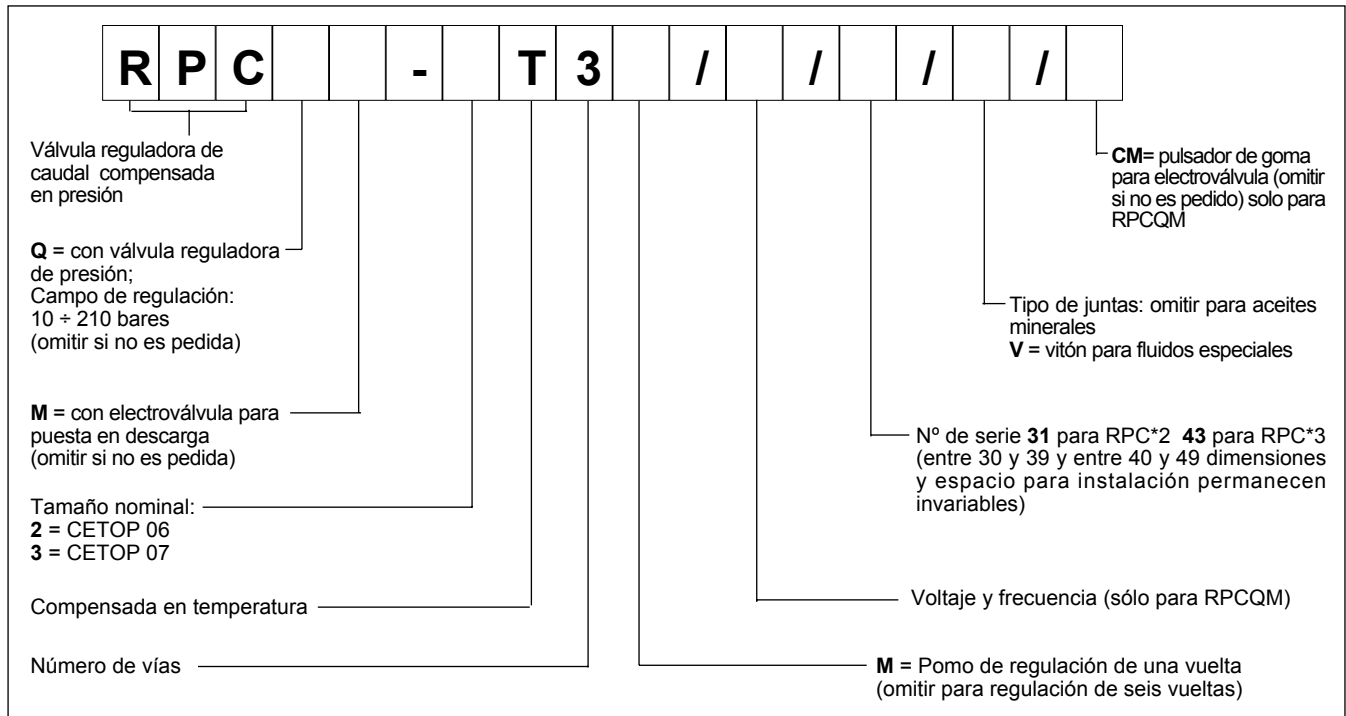 RPC - T3 / / / /
Válvula reguladora de
caudal compensada
en presión
Q = con válvula reguladora
de presión;
Campo de regulación:
10 ÷ 210 bares
(omitir si no es pedida)
M = con electroválvula para
puesta en descarga
(omitir si no es pedida)
Tamaño nominal:
2 = CETOP 06
3 = CETOP 07
Compensada en temperatura
Número de vías
CM= pulsador de goma
para electroválvula (omitir
si no es pedido) solo para
RPCQM
Tipo de juntas: omitir para aceites
minerales
V = vitón para fluidos especiales
Nº de serie 31 para RPC*2 43 para RPC*3
(entre 30 y 39 y entre 40 y 49 dimensiones
y espacio para instalación permanecen
invariables)
Voltaje y frecuencia (sólo para RPCQM)
M = Pomo de regulación de una vuelta
(omitir para regulación de seis vueltas)